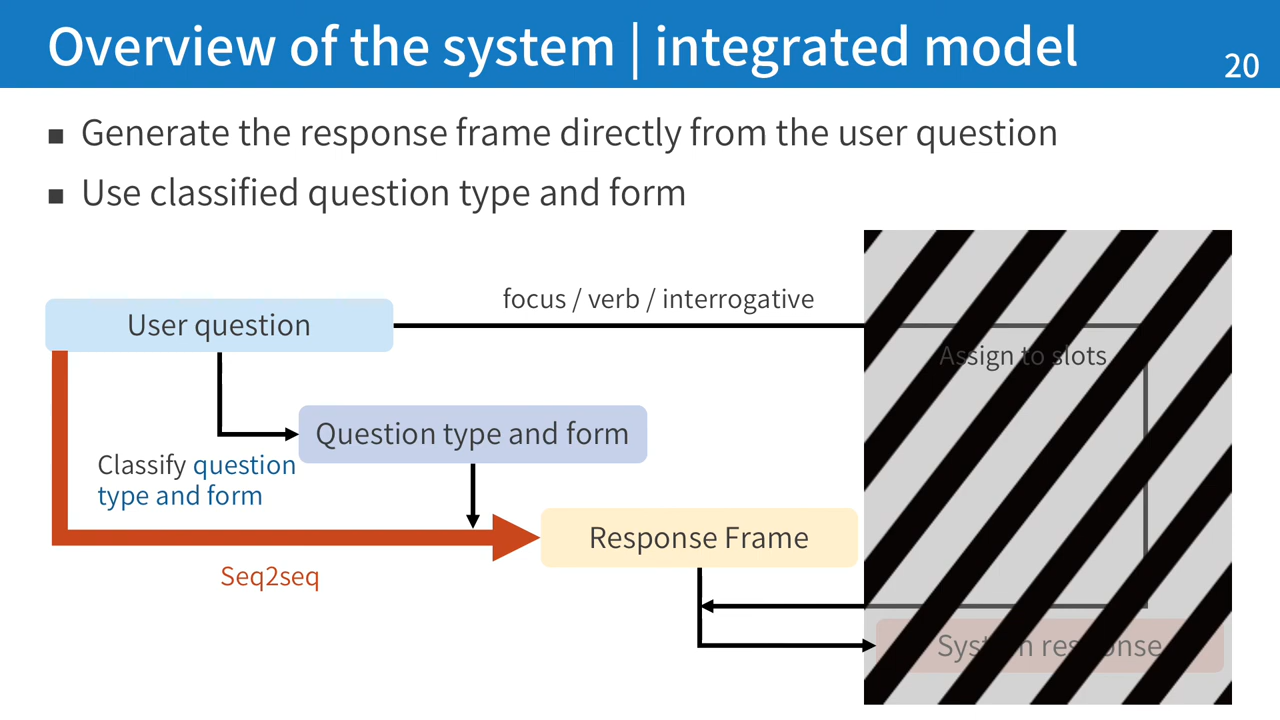 Overview of the system | integrated model
20
■ Generate the response frame directly from the user question
■ Use classified question type and form
focus / verb / interrogative
User question
Assign to slots
Question type and form
Classify question
type and form
Response Frame
Seq2seq
System response